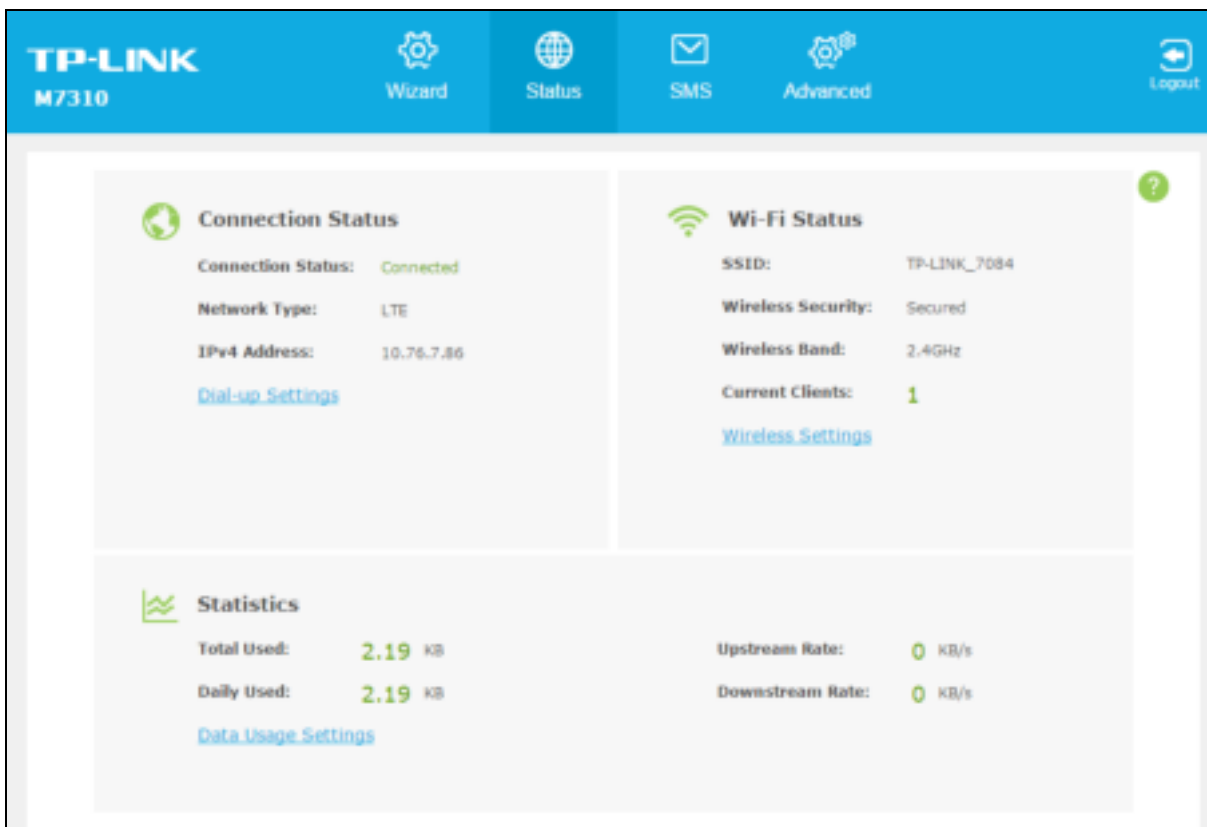 TP-LINK
M7310
Wizard
Status
SMS
Advanced
Logout
?
Connection Status
Connection Status: Connected
Network Type: LTE
IPv4 Address: 10.76.7.86
Dial-up Settings
Wi-Fi Status
SSID: TP-LINK_7084
Wireless Security: Secured
Wireless Band: 2.4GHz
Current Clients: 1
Wireless Settings
Statistics
Total Used: 2.19 KB
Daily Used: 2.19 KB
Data Usage Settings
Upstream Rate: 0 KB/s
Downstream Rate: 0 KB/s